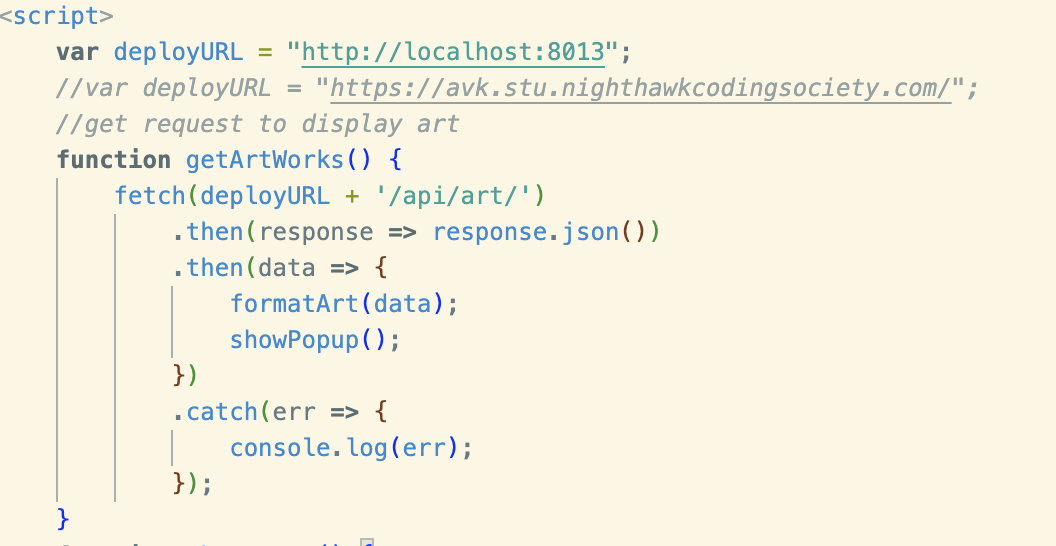 <script>
var deployURL = "http://localhost:8013";
//var deployURL = "https://avk.stu.nighthawkcodingsociety.com/";
//get request to display art
function getArtWorks() {
fetch(deployURL + '/api/art/')
.then(response => response.json())
.then(data => {
formatArt(data);
showPopup();
})
.catch(err => {
console.log(err);
});
}